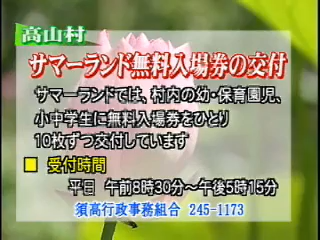 高山村
サマーランド無料入場券の交付
サマーランドでは、村内の幼・保育園児、
小中学生に無料入場券をひとり
10枚ずつ交付しています
■ 受付時間
平日 午前8時30分～午後5時15分
須高行政事務組合 245-1173